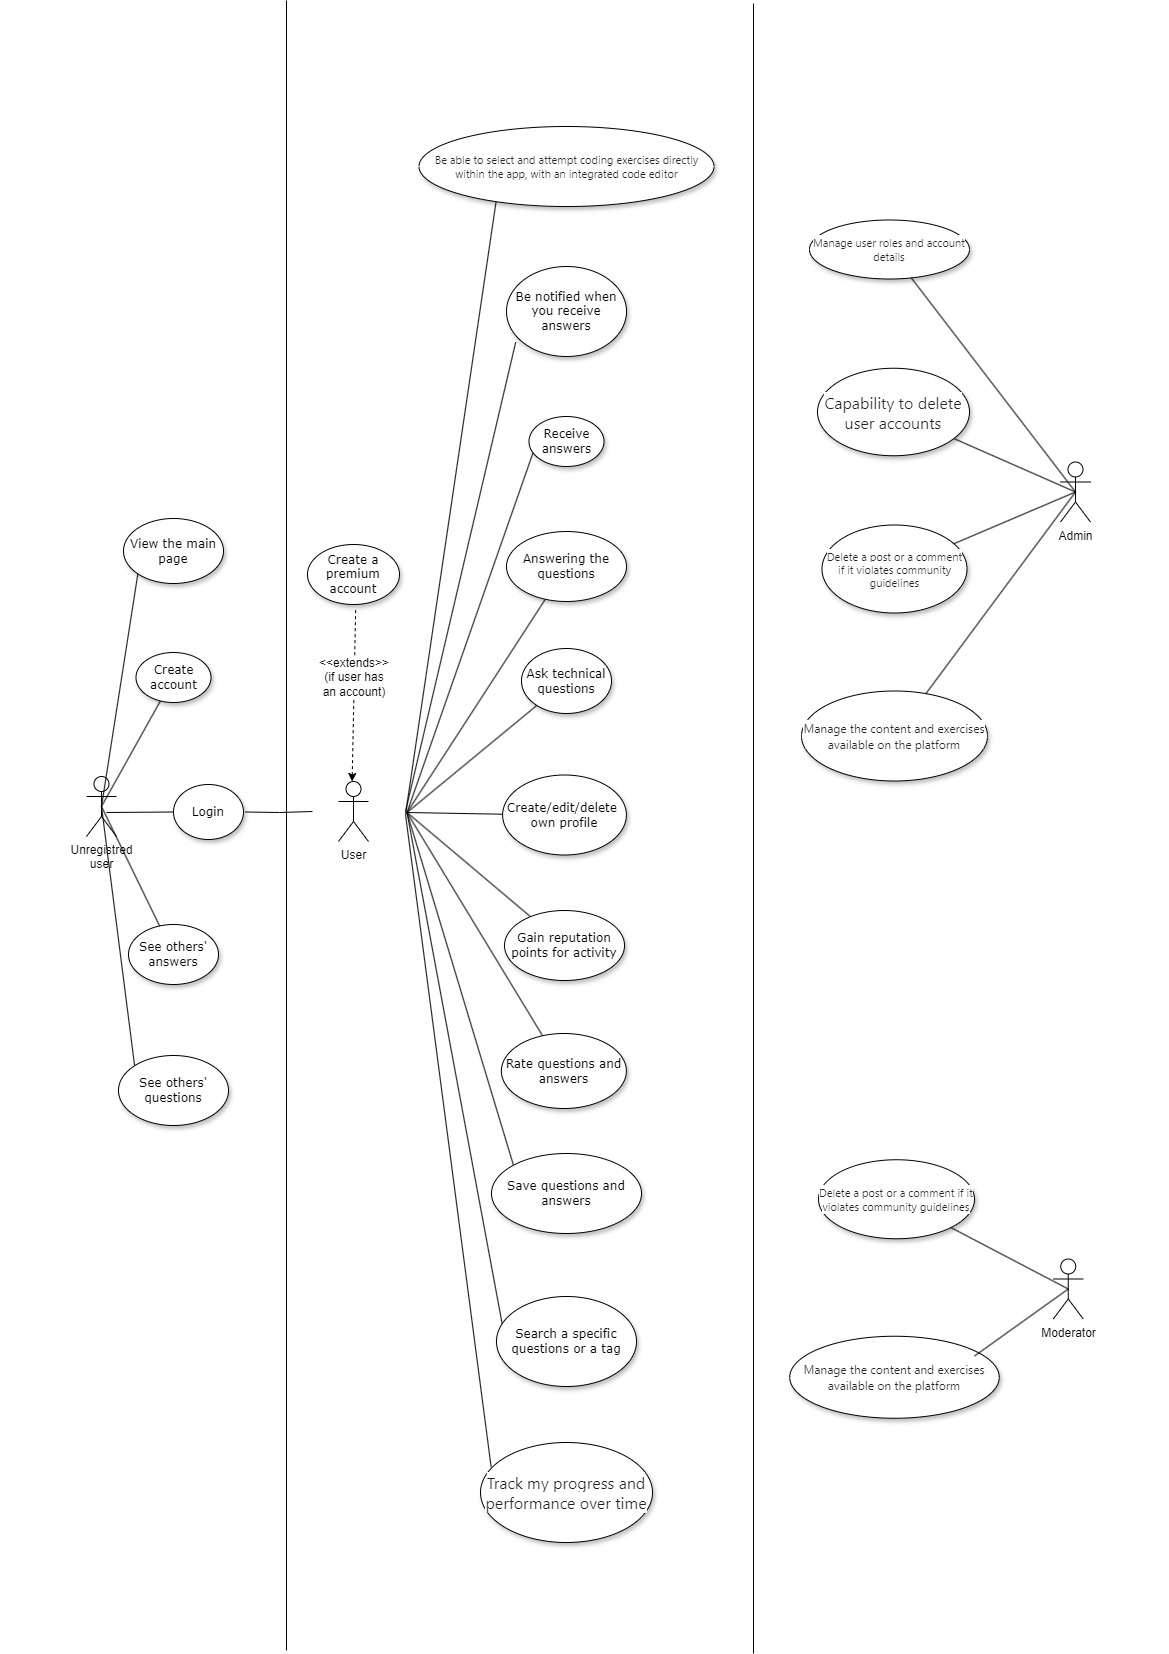 View the main
page
Create
account
Login
Unregistred
user
See others'
answers
See others'
questions
Create a
premium
account
<<extends>>
(if user has
an account)
User
Be able to select and attempt coding exercises directly
within the app, with an integrated code editor
Be notified when
you receive
answers
Receive
answers
Answering the
questions
Ask technical
questions
Create/edit/delete
own profile
Gain reputation
points for activity
Rate questions and
answers
Save questions and
answers
Search a specific
questions or a tag
Track my progress and
performance over time
Manage user roles and account
details
Capability to delete
user accounts
Admin
Delete a post or a comment
if it violates community
guidelines
Manage the content and exercises
available on the platform
Delete a post or a comment if it
violates community guidelines
Moderator
Manage the content and exercises
available on the platform